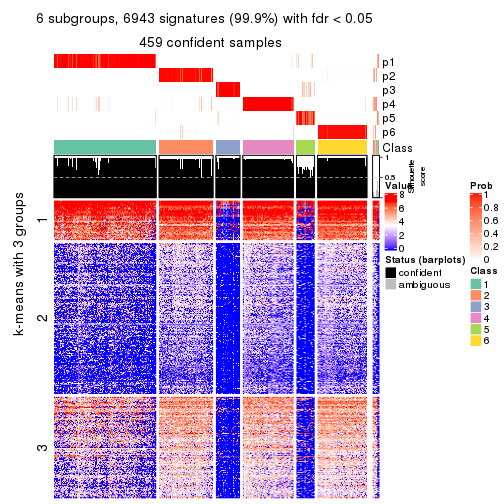 6 subgroups, 6943 signatures (99.9%) with fdr < 0.05
459 confident samples
p1
p2
p3
p4
p5
p6
Class
1
0.5
Silhouette
score
k-means with 3 groups
1
2
3
Value
8
6
4
2
0
Status (barplots)
confident
ambiguous
Prob
1
0.8
0.6
0.4
0.2
0
Class
1
2
3
4
5
6